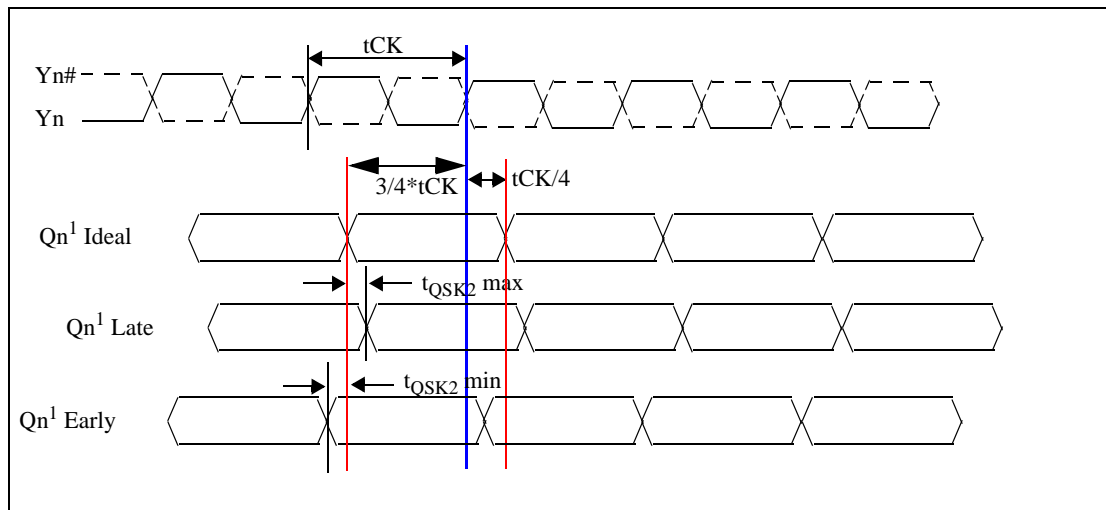 tCK
Yn#
Yn
3/4*tCK
tCK/4
Qn¹ Ideal
tQSK2 max
Qn¹ Late
tQSK2 min
Qn¹ Early